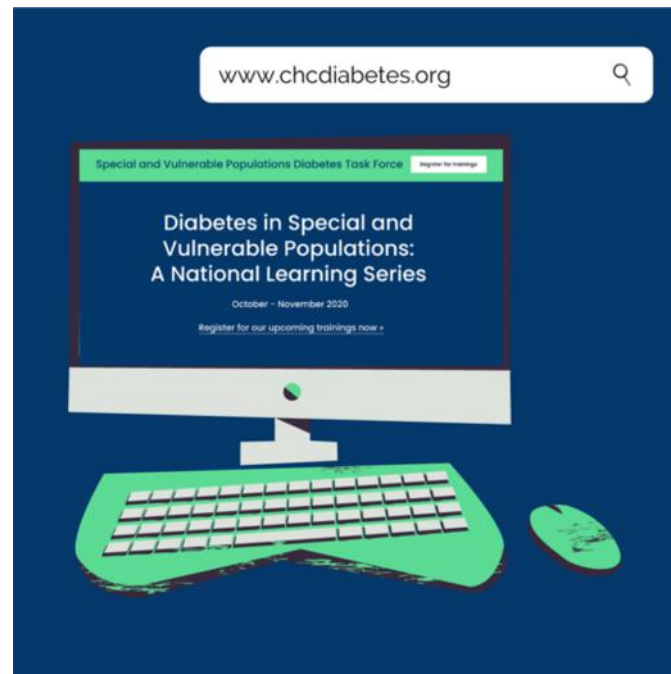 www.chcdiabetes.org
Special and Vulnerable Populations Diabetes Task Force
Register for trainings
Diabetes in Special and
Vulnerable Populations:
A National Learning Series
October - November 2020
Register for our upcoming trainings now »